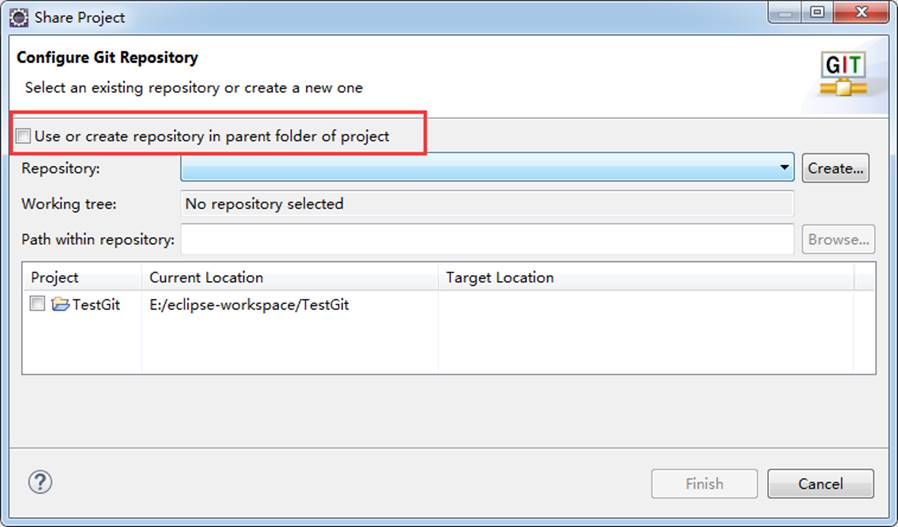 Share Project
Configure Git Repository
Select an existing repository or create a new one
GIT
Use or create repository in parent folder of project
Repository: Create...
Working tree: No repository selected
Path within repository: Browse...
Project Current Location Target Location
TestGit E:/eclipse-workspace/TestGit
?
Finish Cancel